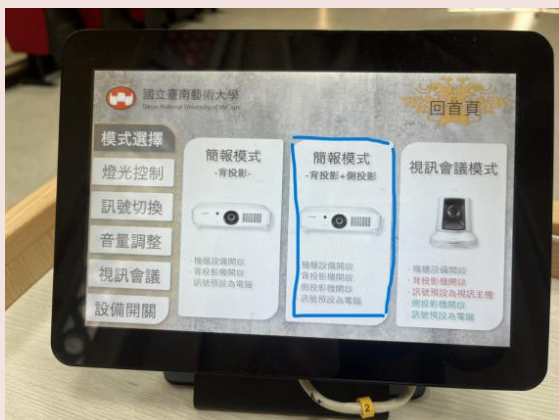 國立臺南藝術大學
Tainan National University of the Arts
回首頁
模式選擇
燈光控制
訊號切換
音量調整
視訊會議
設備開關
簡報模式
-背投影-
·機櫃設備開啟
·背投影機開啟
·訊號預設為電腦
簡報模式
-背投影+側投影-
·機櫃設備開啟
·背投影機開啟
·側投影機開啟
·訊號預設為電腦
視訊會議模式
·機櫃設備開啟
·背投影機開啟
·訊號預設為視訊主機
·側投影機開啟
·訊號預設為電腦
2